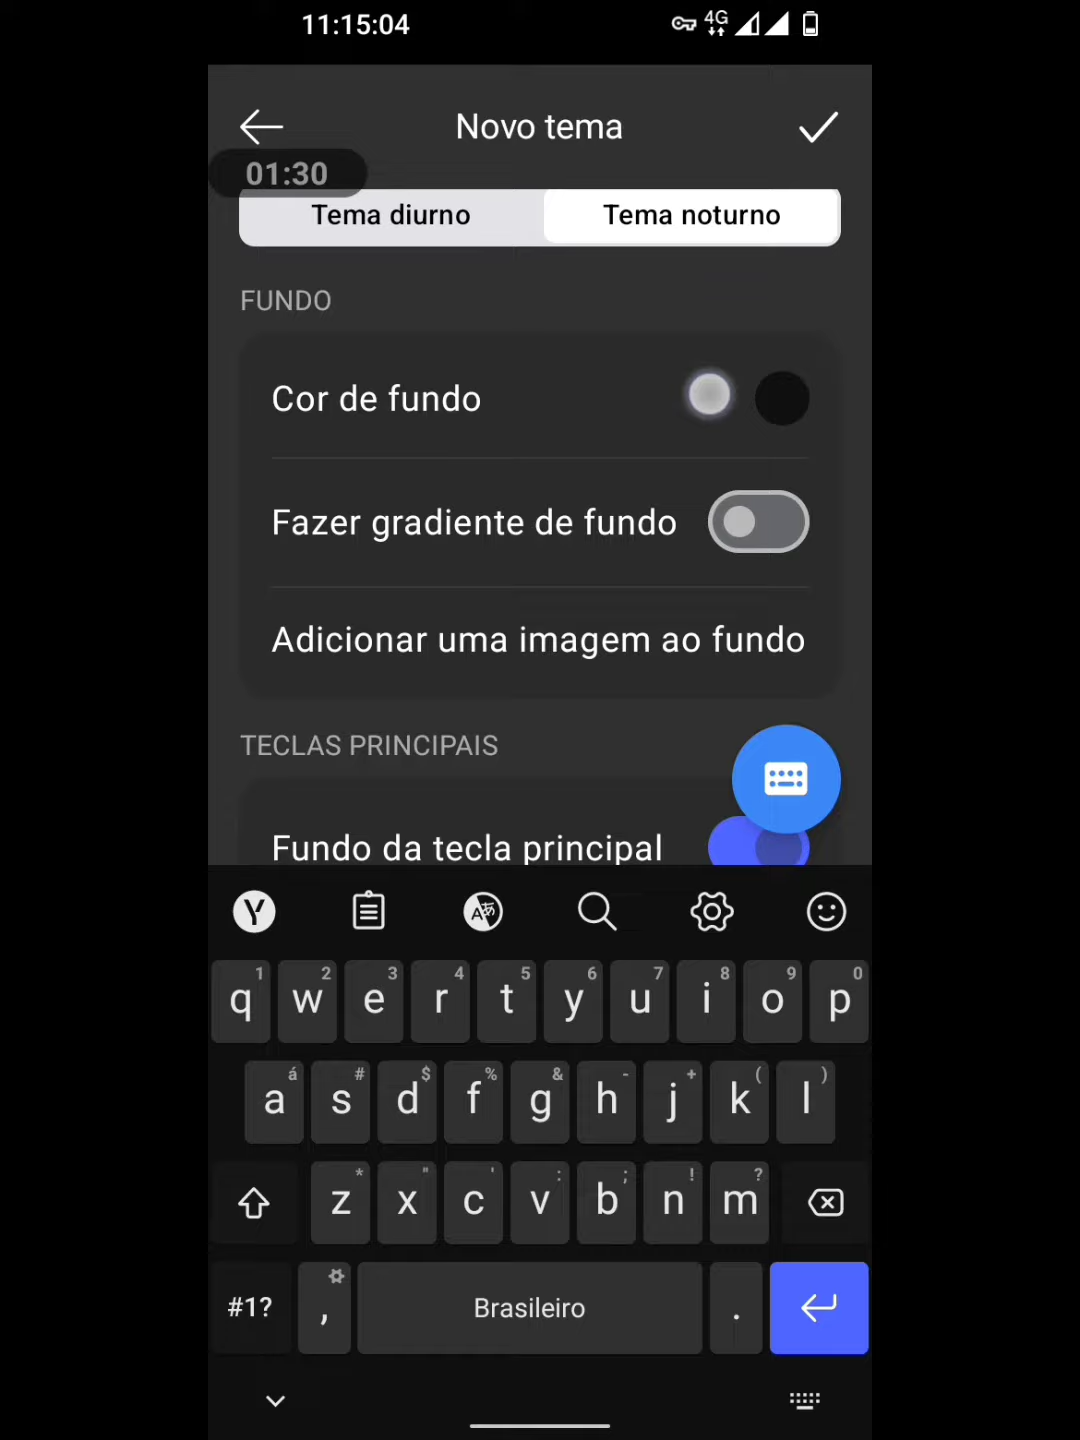 11:15:04 4G
Novo tema
01:30
Tema diurno Tema noturno
FUNDO
Cor de fundo
Fazer gradiente de fundo
Adicionar uma imagem ao fundo
TECLAS PRINCIPAIS
Fundo da tecla principal
Y A
1 2 3 4 5 6 7 8 9 0
q w e r t y u i o p
á # $ % & - + ( )
a s d f g h j k l
* " ' : ; ! ?
z x c v b n m
#1? , Brasileiro .